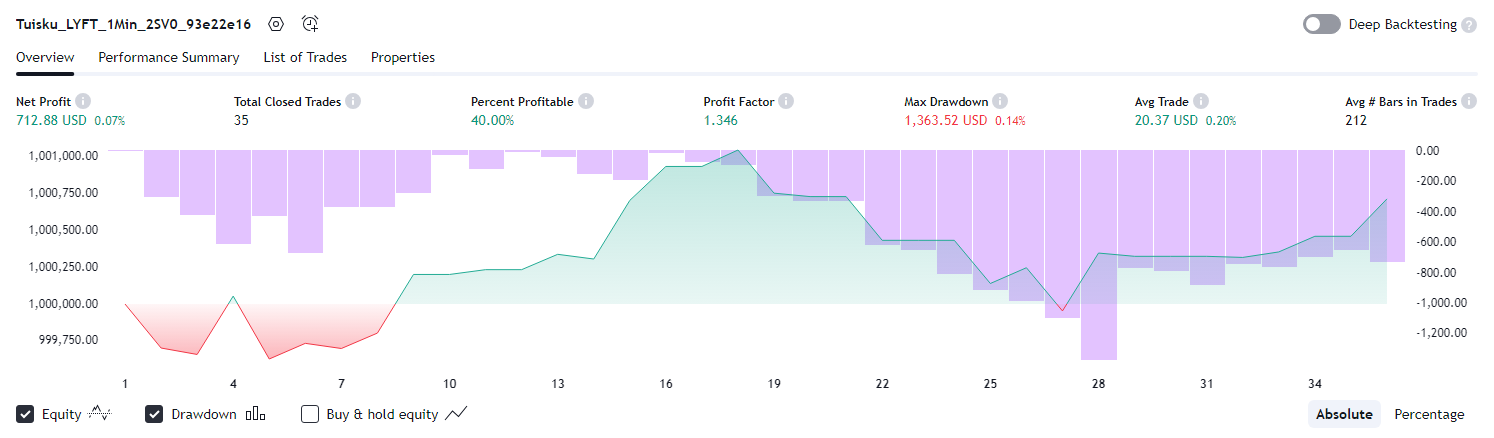 Tuisku_LYFT_1Min_2SV0_93e22e16
Deep Backtesting ?
Overview Performance Summary List of Trades Properties
Net Profit i Total Closed Trades i Percent Profitable i Profit Factor i Max Drawdown i Avg Trade i Avg # Bars in Trades i
712.88 USD 0.07% 35 40.00% 1.346 1,363.52 USD 0.14% 20.37 USD 0.20% 212
1,001,000.00 0.00
1,000,750.00 -200.00
1,000,500.00 -400.00
-600.00
1,000,250.00 -800.00
1,000,000.00 -1,000.00
999,750.00 -1,200.00
1 4 7 10 13 16 19 22 25 28 31 34
Equity Drawdown Buy & hold equity Absolute Percentage